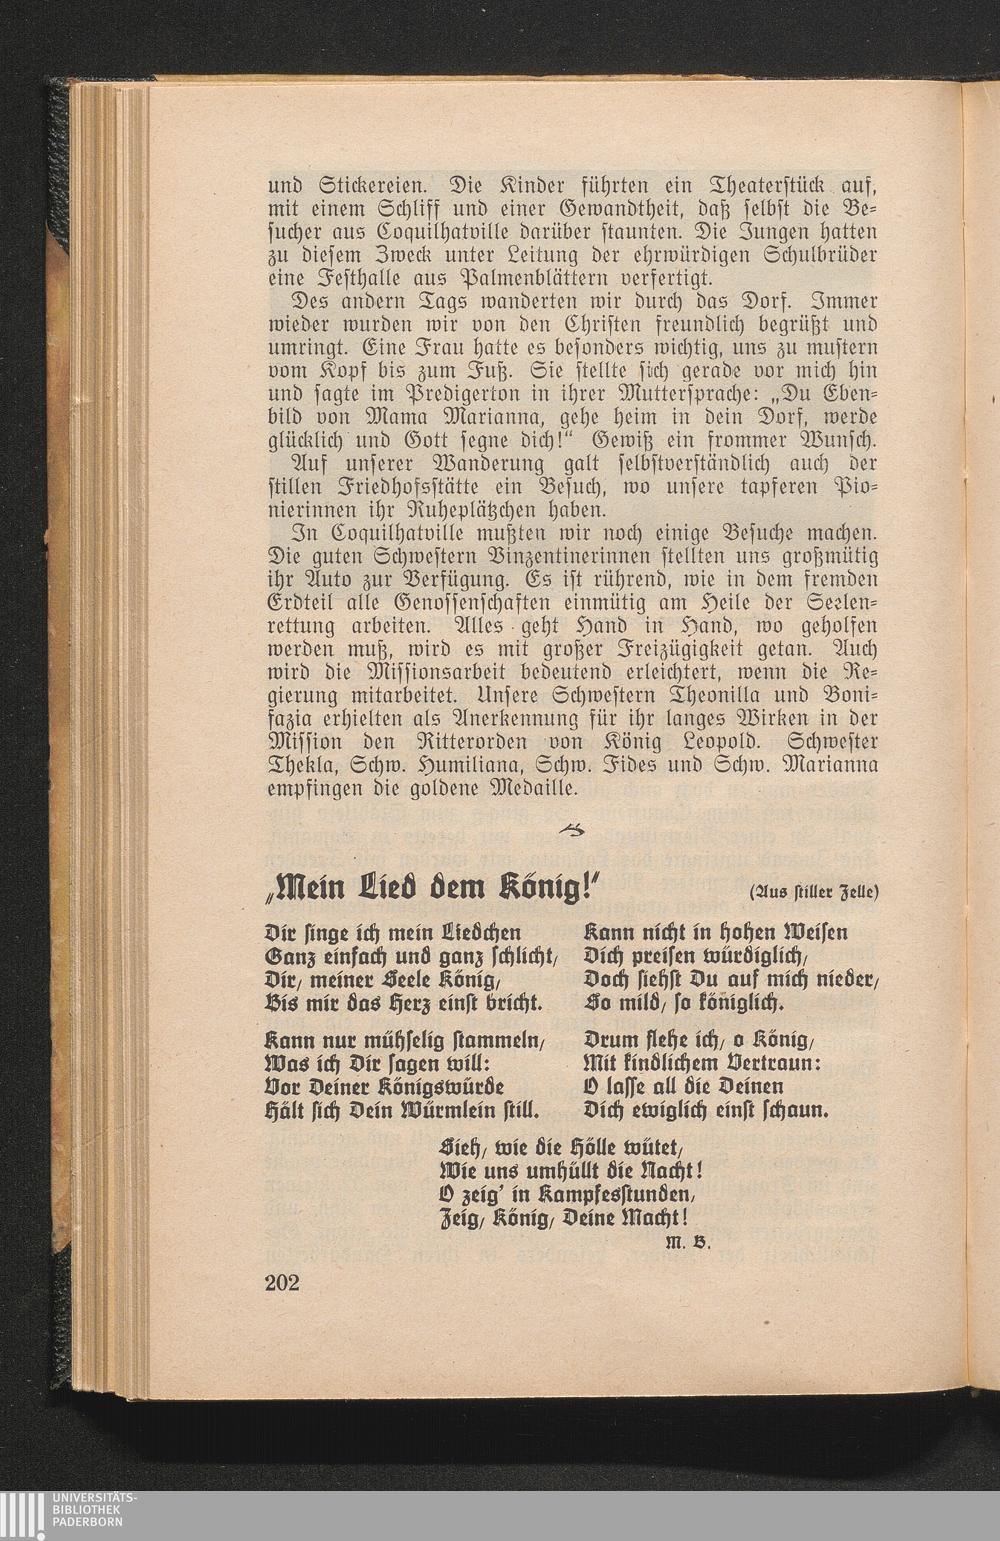 und Stickereien. Die Kinder führten ein Theaterstück auf,
mit einem Schliff und einer Gewandtheit, daß selbst die Be-
sucher aus Coquilhatville darüber staunten. Die Jungen hatten
zu diesem Zweck unter Leitung der ehrwürdigen Schulbrüder
eine Festhalle aus Palmenblättern verfertigt.
Des andern Tags wanderten wir durch das Dorf. Immer
wieder wurden wir von den Christen freundlich begrüßt und
umringt. Eine Frau hatte es besonders wichtig, uns zu mustern
vom Kopf bis zum Fuß. Sie stellte sich gerade vor mich hin
und sagte im Predigerton in ihrer Muttersprache: „Du Eben-
bild von Mama Marianna, gehe heim in dein Dorf, werde
glücklich und Gott segne dich!“ Gewiß ein frommer Wunsch.
Auf unserer Wanderung galt selbstverständlich auch der
stillen Friedhofsstätte ein Besuch, wo unsere tapferen Pio-
nierinnen ihr Ruheplätzchen haben.
In Coquilhatville mußten wir noch einige Besuche machen.
Die guten Schwestern Vinzentinerinnen stellten uns großmütig
ihr Auto zur Verfügung. Es ist rührend, wie in dem fremden
Erdteil alle Genossenschaften einmütig am Heile der Seelen-
rettung arbeiten. Alles geht Hand in Hand, wo geholfen
werden muß, wird es mit großer Freizügigkeit getan. Auch
wird die Missionsarbeit bedeutend erleichtert, wenn die Re-
gierung mitarbeitet. Unsere Schwestern Theonilla und Boni-
fazia erhielten als Anerkennung für ihr langes Wirken in der
Mission den Ritterorden von König Leopold. Schwester
Thekla, Schw. Humiliana, Schw. Fides und Schw. Marianna
empfingen die goldene Medaille.
„Mein Lied dem König!“ (Aus stiller Zelle)
Dir singe ich mein Liedchen
Ganz einfach und ganz schlicht,
Dir, meiner Seele König,
Bis mir das Herz einst bricht.
Kann nur mühselig stammeln,
Was ich Dir sagen will:
Vor Deiner Königswürde
Hält sich Dein Würmlein still.
Kann nicht in hohen Weisen
Dich preisen würdiglich,
Doch siehst Du auf mich nieder,
So mild, so königlich.
Drum flehe ich, o König,
Mit kindlichem Vertraun:
O lasse all die Deinen
Dich ewiglich einst schaun.
Sieh, wie die Hölle wütet,
Wie uns umhüllt die Nacht!
O zeig' in Kampfesstunden,
Zeig, König, Deine Macht!
M. B.
202
UNIVERSITÄTS-
BIBLIOTHEK
PADERBORN